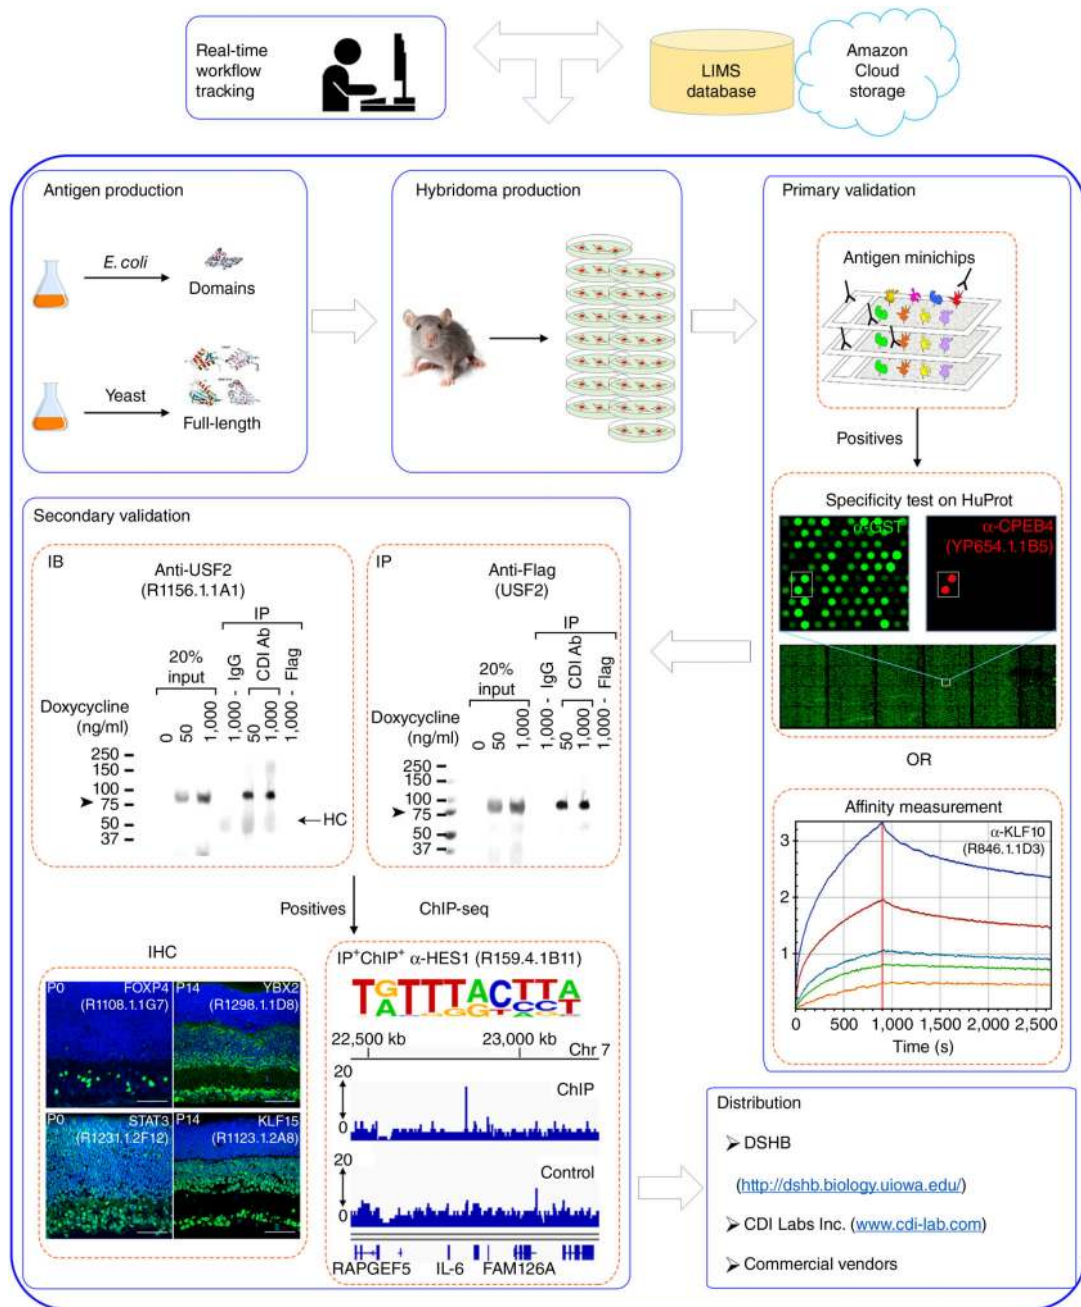 Real-time
workflow
tracking
LIMS
database
Amazon
Cloud
storage
Antigen production
E. coli
Domains
Yeast
Full-length
Hybridoma production
Primary validation
Antigen minichips
Positives
Specificity test on HuProt
α-GST
α-CPEB4
(YP654.1.1B5)
OR
Affinity measurement
α-KLF10
(R846.1.1D3)
3
2
1
0 500 1,000 1,500 2,000 2,500
Time (s)
Secondary validation
IB
Anti-USF2
(R1156.1.1A1)
IP
20%
input
IgG
CDI Ab
Flag
Doxycycline
(ng/ml)
0
50
1,000
1,000 -
50
1,000
1,000 -
250
150
100
75
50
37
HC
IP
Anti-Flag
(USF2)
IP
20%
input
IgG
CDI Ab
Flag
Doxycycline
(ng/ml)
0
50
1,000
1,000 -
50
1,000
1,000 -
250
150
100
75
50
37
Positives
ChIP-seq
IHC
P0 FOXP4
(R1108.1.1G7)
P14 YBX2
(R1298.1.1D8)
P0 STAT3
(R1231.1.2F12)
P14 KLF15
(R1123.1.2A8)
IP⁺ChIP⁺ α-HES1 (R159.4.1B11)
TGTTTACTTA
22,500 kb 23,000 kb
Chr 7
20
0
ChIP
20
0
Control
RAPGEF5 IL-6 FAM126A
Distribution
➢ DSHB
(http://dshb.biology.uiowa.edu/)
➢ CDI Labs Inc. (www.cdi-lab.com)
➢ Commercial vendors